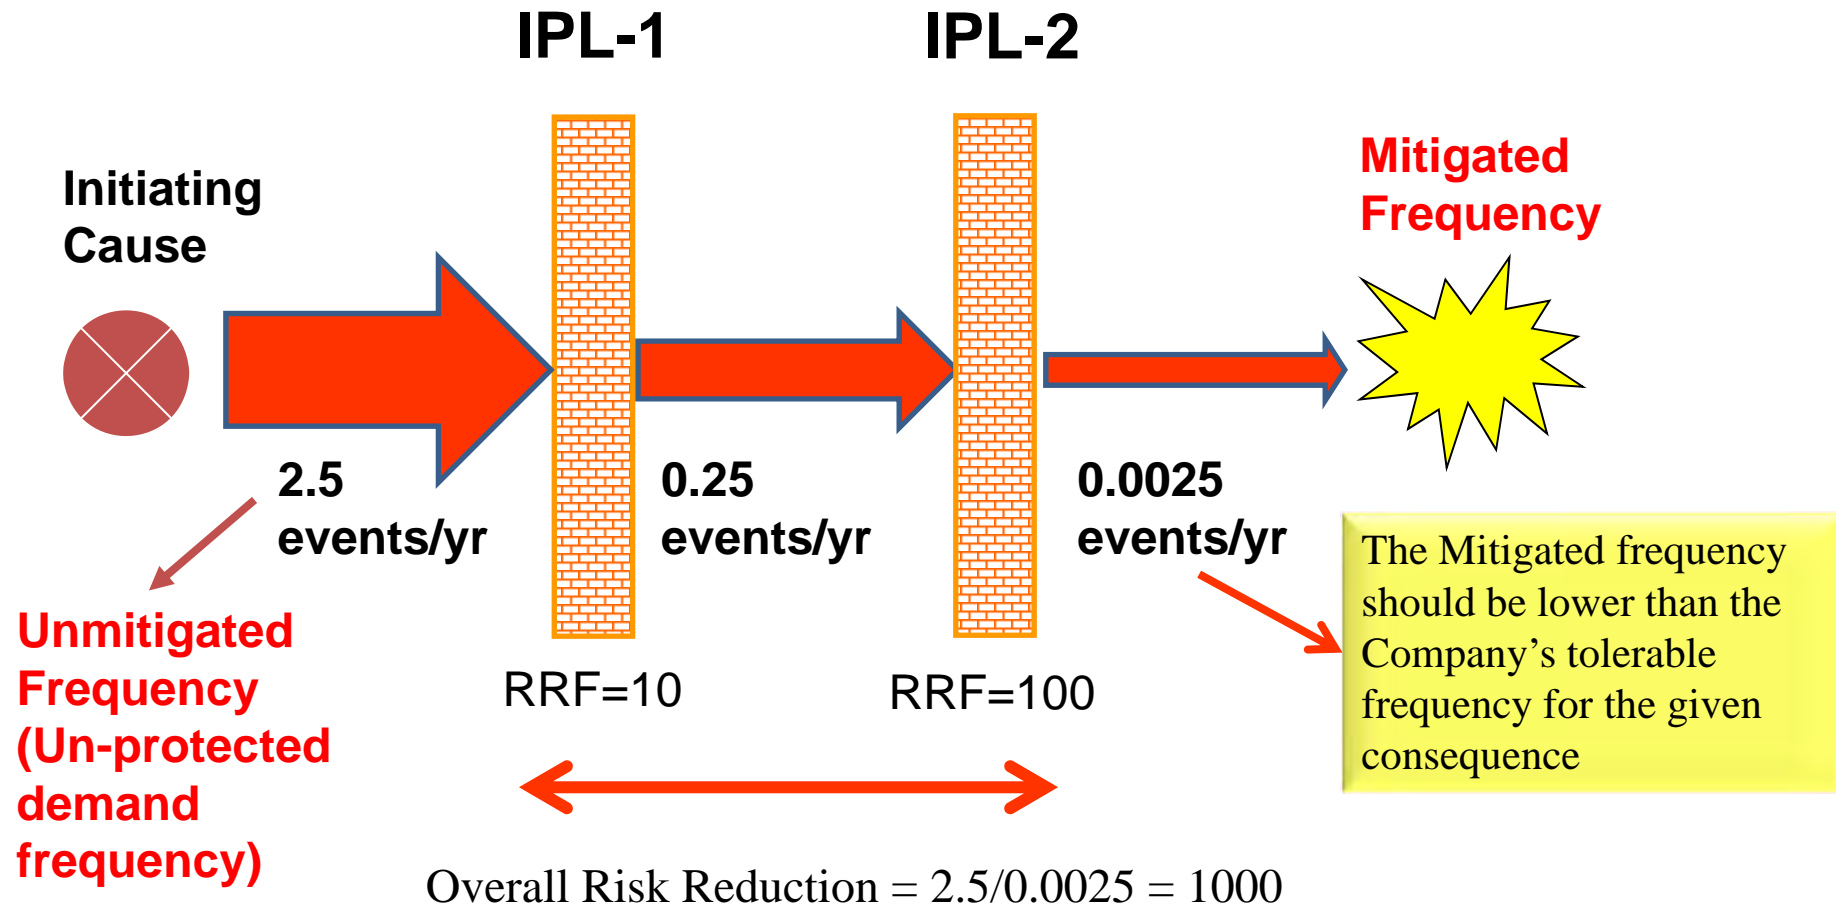 IPL-1
IPL-2
Initiating
Cause
Mitigated
Frequency
2.5
events/yr
0.25
events/yr
0.0025
events/yr
Unmitigated
Frequency
(Un-protected
demand
frequency)
RRF=10
RRF=100
The Mitigated frequency
should be lower than the
Company’s tolerable
frequency for the given
consequence
Overall Risk Reduction = 2.5/0.0025 = 1000